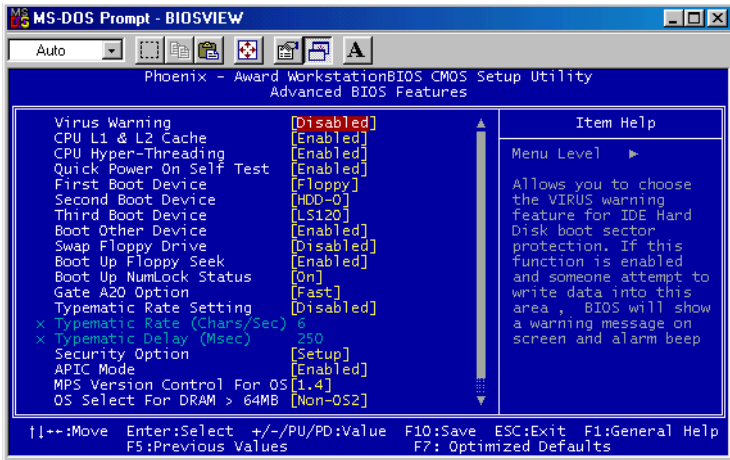 MS-DOS Prompt - BIOSVIEW
Auto
A
Phoenix - Award WorkstationBIOS CMOS Setup Utility
Advanced BIOS Features
Virus Warning [Disabled]
CPU L1 & L2 Cache [Enabled]
CPU Hyper-Threading [Enabled]
Quick Power On Self Test [Enabled]
First Boot Device [Floppy]
Second Boot Device [HDD-0]
Third Boot Device [LS120]
Boot Other Device [Enabled]
Swap Floppy Drive [Disabled]
Boot Up Floppy Seek [Enabled]
Boot Up NumLock Status [On]
Gate A20 Option [Fast]
Typematic Rate Setting [Disabled]
× Typematic Rate (Chars/Sec) 6
× Typematic Delay (Msec) 250
Security Option [Setup]
APIC Mode [Enabled]
MPS Version Control For OS[1.4]
OS Select For DRAM > 64MB [Non-OS2]
Item Help
Menu Level ►
Allows you to choose
the VIRUS warning
feature for IDE Hard
Disk boot sector
protection. If this
function is enabled
and someone attempt to
write data into this
area , BIOS will show
a warning message on
screen and alarm beep
↑↓→←:Move Enter:Select +/-/PU/PD:Value F10:Save ESC:Exit F1:General Help
F5:Previous Values F7: Optimized Defaults